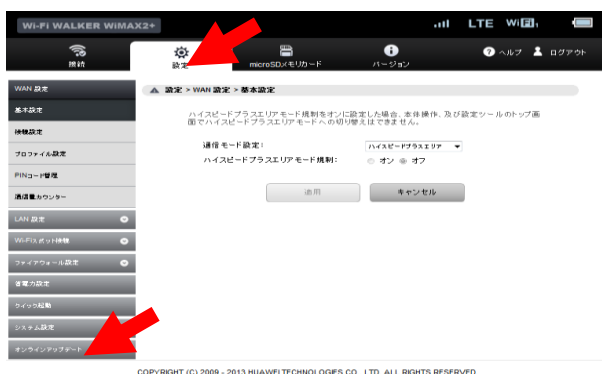 Wi-Fi WALKER WiMAX2+
LTE WiFi
接続
設定
microSDメモリカード
バージョン
ヘルプ
ログアウト
WAN 設定
設定 > WAN 設定 > 基本設定
基本設定
接続設定
プロファイル設定
PINコード管理
通信量カウンター
LAN 設定
Wi-Fiスポット接続
ファイアウォール設定
省電力設定
クイック起動
システム設定
オンラインアップデート
ハイスピードプラスエリアモード規制をオンに設定した場合、本体操作、及び設定ツールのトップ画
面でハイスピードプラスエリアモードへの切り替えはできません。
通信モード設定: ハイスピードプラスエリア
ハイスピードプラスエリアモード規制: オン オフ
適用
キャンセル
COPYRIGHT (C) 2009 - 2013 HUAWEI TECHNOLOGIES CO., LTD. ALL RIGHTS RESERVED.